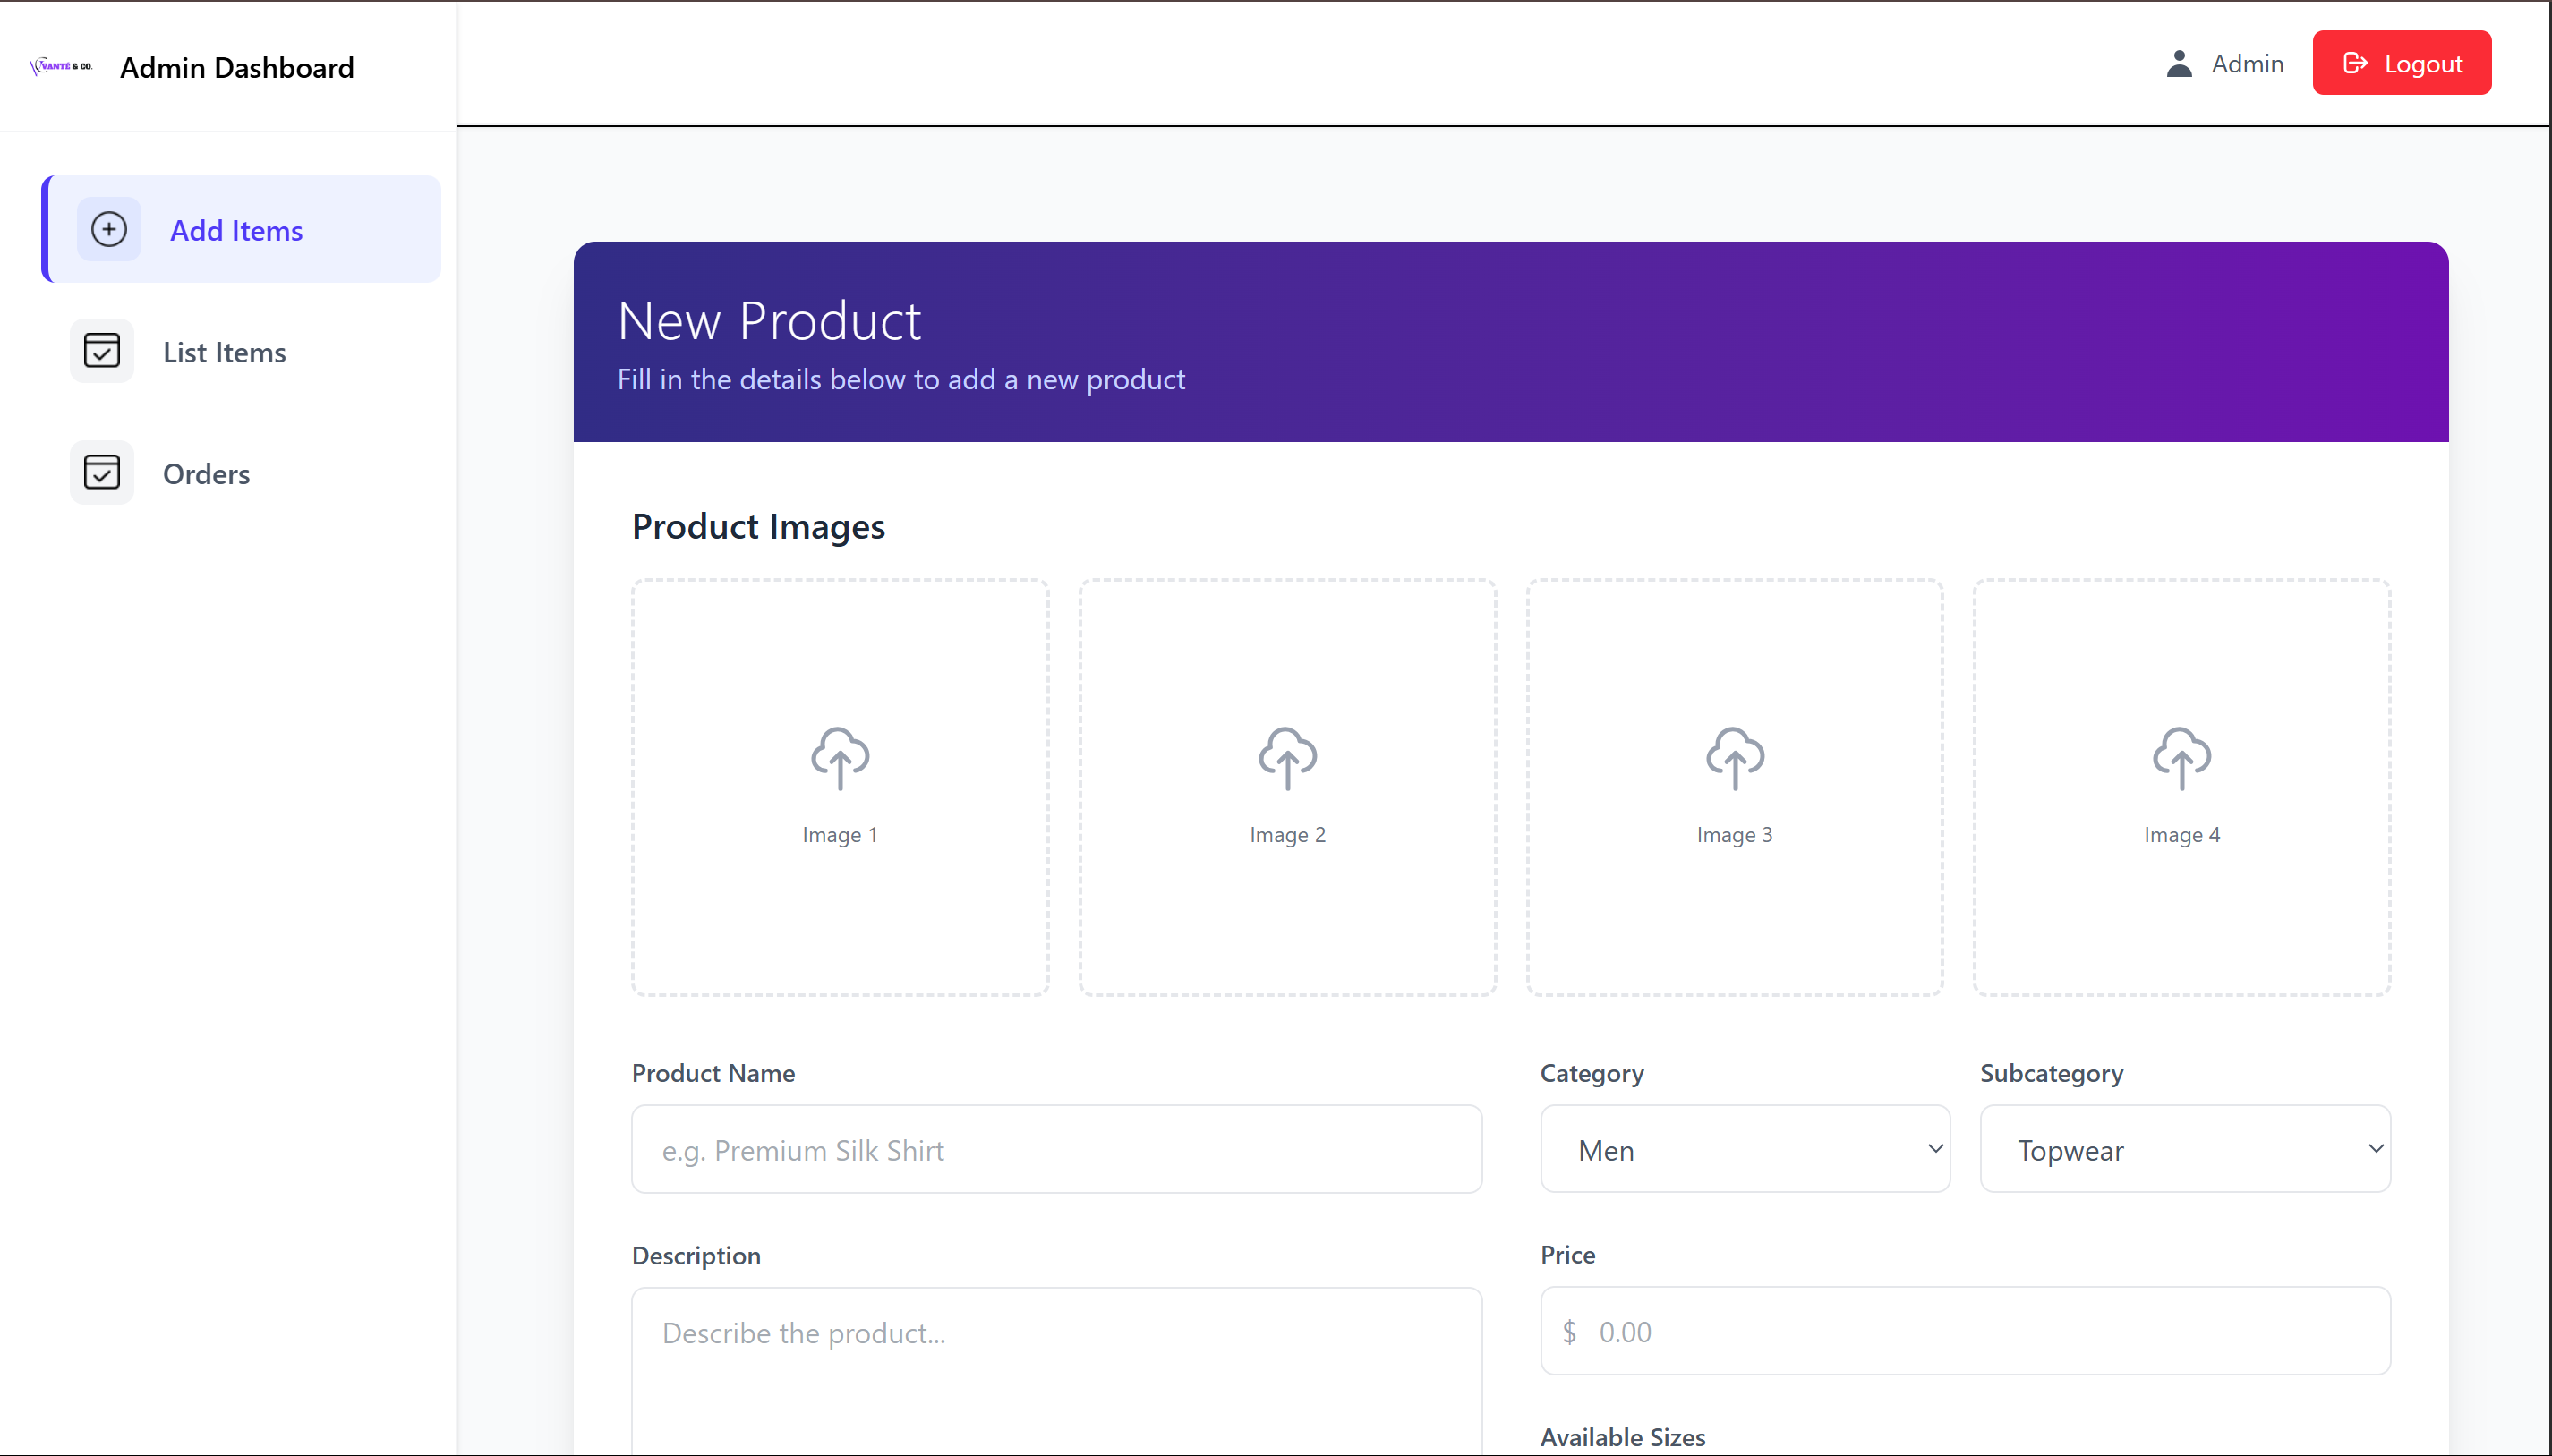 VANTÉ & CO.
Admin Dashboard
Admin
Logout
Add Items
List Items
Orders
New Product
Fill in the details below to add a new product
Product Images
Image 1
Image 2
Image 3
Image 4
Product Name
Category
Subcategory
e.g. Premium Silk Shirt
Men
Topwear
Description
Price
Describe the product...
$ 0.00
Available Sizes